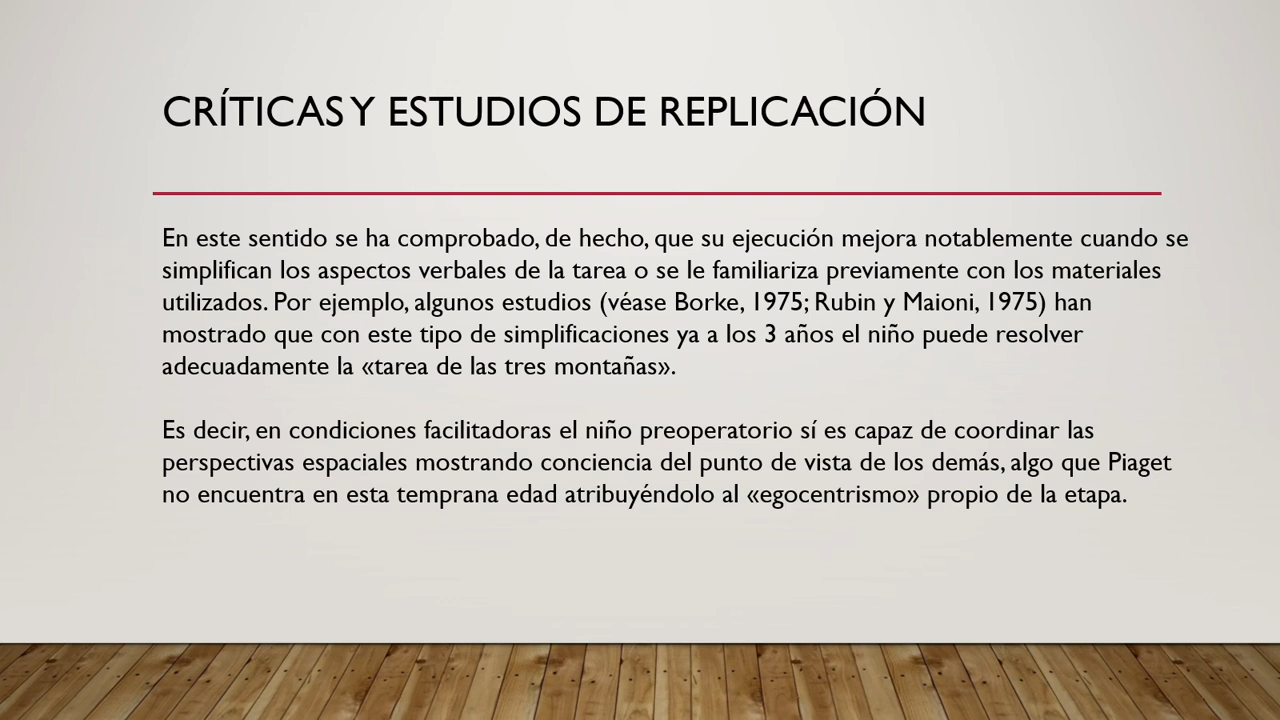 CRÍTICAS Y ESTUDIOS DE REPLICACIÓN
En este sentido se ha comprobado, de hecho, que su ejecución mejora notablemente cuando se
simplifican los aspectos verbales de la tarea o se le familiariza previamente con los materiales
utilizados. Por ejemplo, algunos estudios (véase Borke, 1975; Rubin y Maioni, 1975) han
mostrado que con este tipo de simplificaciones ya a los 3 años el niño puede resolver
adecuadamente la «tarea de las tres montañas».
Es decir, en condiciones facilitadoras el niño preoperatorio sí es capaz de coordinar las
perspectivas espaciales mostrando conciencia del punto de vista de los demás, algo que Piaget
no encuentra en esta temprana edad atribuyéndolo al «egocentrismo» propio de la etapa.